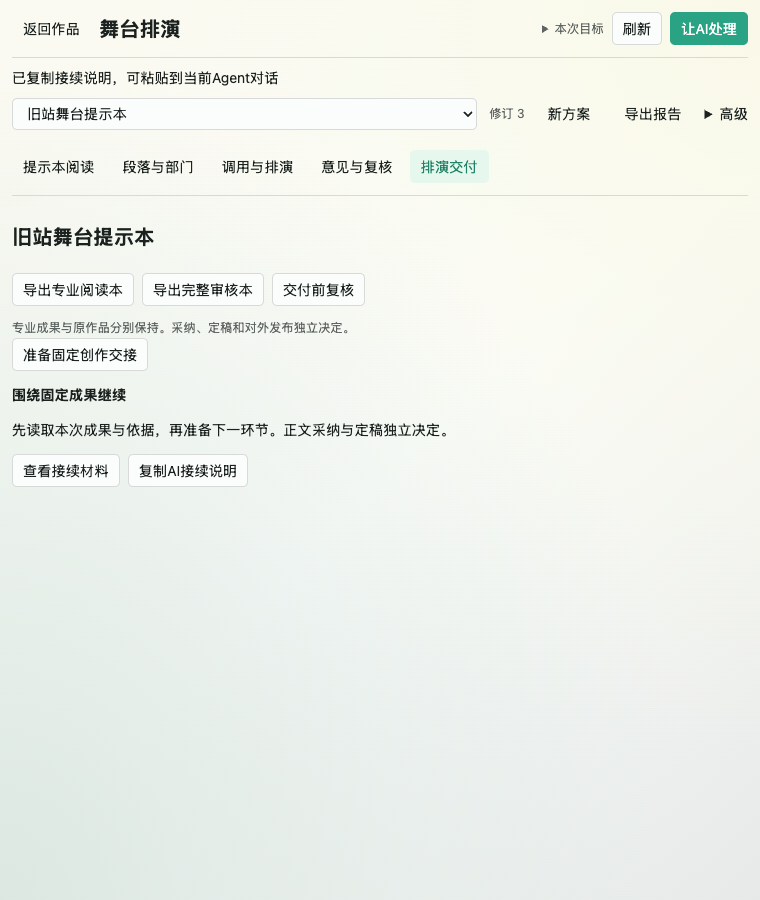 返回作品 舞台排演 ▶ 本次目标 刷新 让AI处理
已复制接续说明，可粘贴到当前Agent对话
旧站舞台提示本 修订 3 新方案 导出报告 ▶ 高级
提示本阅读 段落与部门 调用与排演 意见与复核 排演交付
旧站舞台提示本
导出专业阅读本 导出完整审核本 交付前复核
专业成果与原作品分别保持。采纳、定稿和对外发布独立决定。
准备固定创作交接
围绕固定成果继续
先读取本次成果与依据，再准备下一环节。正文采纳与定稿独立决定。
查看接续材料 复制AI接续说明